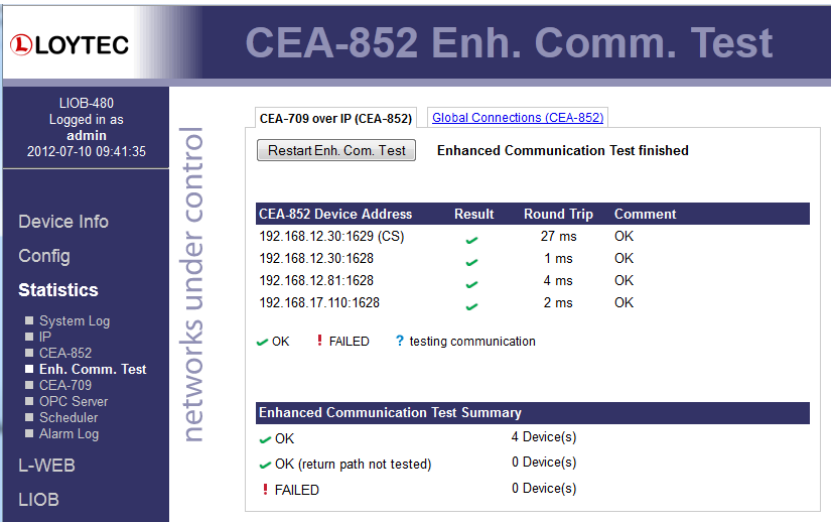 LOYTEC
CEA-852 Enh. Comm. Test
LIOB-480
Logged in as
admin
2012-07-10 09:41:35
Device Info
Config
Statistics
System Log
IP
CEA-852
Enh. Comm. Test
CEA-709
OPC Server
Scheduler
Alarm Log
L-WEB
LIOB
networks under control
CEA-709 over IP (CEA-852) Global Connections (CEA-852)
Restart Enh. Com. Test Enhanced Communication Test finished
CEA-852 Device Address Result Round Trip Comment
192.168.12.30:1629 (CS) 27 ms OK
192.168.12.30:1628 1 ms OK
192.168.12.81:1628 4 ms OK
192.168.17.110:1628 2 ms OK
OK ! FAILED ? testing communication
Enhanced Communication Test Summary
OK 4 Device(s)
OK (return path not tested) 0 Device(s)
! FAILED 0 Device(s)